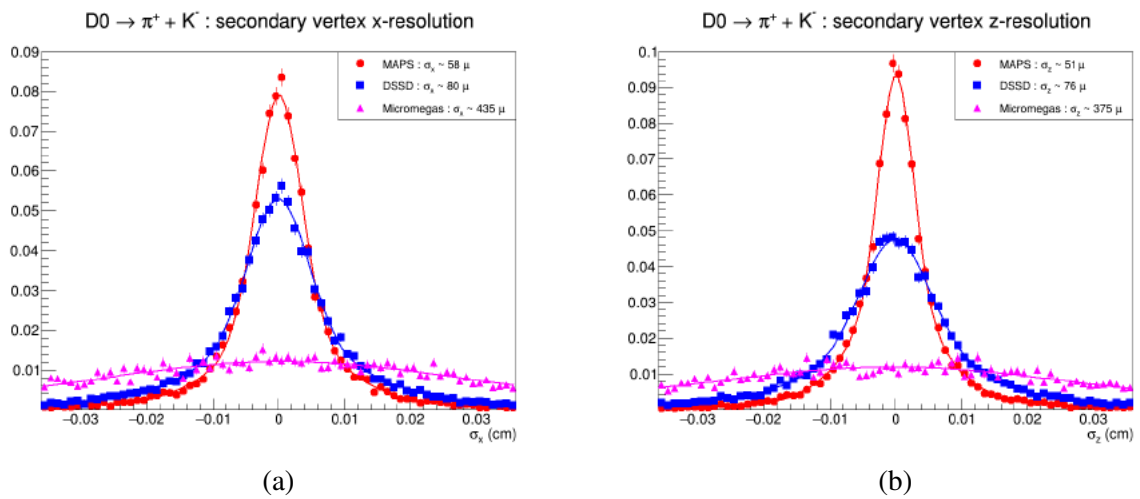 D0 → π⁺ + K⁻ : secondary vertex x-resolution
0.09
0.08
0.07
0.06
0.05
0.04
0.03
0.02
0.01
MAPS : σₓ ~ 58 μ
DSSD : σₓ ~ 80 μ
Micromegas : σₓ ~ 435 μ
-0.03 -0.02 -0.01 0 0.01 0.02 0.03
σₓ (cm)
(a)
D0 → π⁺ + K⁻ : secondary vertex z-resolution
0.1
0.09
0.08
0.07
0.06
0.05
0.04
0.03
0.02
0.01
MAPS : σ_z ~ 51 μ
DSSD : σ_z ~ 76 μ
Micromegas : σ_z ~ 375 μ
-0.03 -0.02 -0.01 0 0.01 0.02 0.03
σ_z (cm)
(b)